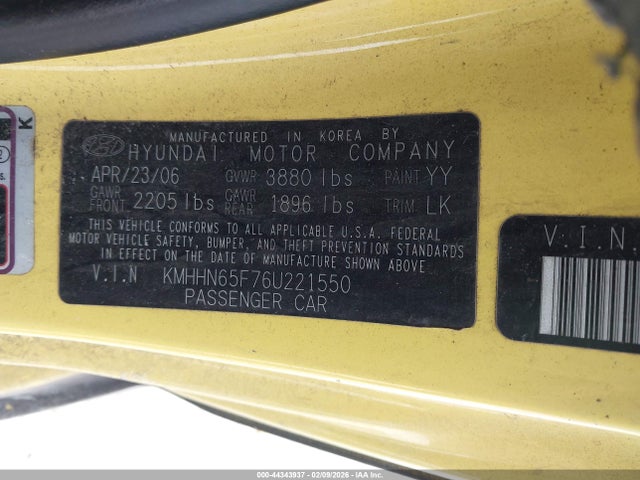 MANUFACTURED IN KOREA BY
HYUNDAI MOTOR COMPANY
APR/23/06 GVWR 3880 lbs PAINT YY
GAWR FRONT 2205 lbs GAWR REAR 1896 lbs TRIM LK
THIS VEHICLE CONFORMS TO ALL APPLICABLE U.S.A. FEDERAL
MOTOR VEHICLE SAFETY, BUMPER, AND THEFT PREVENTION STANDARDS
IN EFFECT ON THE DATE OF MANUFACTURE SHOWN ABOVE.
V.I.N KMHHN65F76U221550
PASSENGER CAR
V.I.N
K
000-44343937 - 02/09/2026 - IAA Inc.